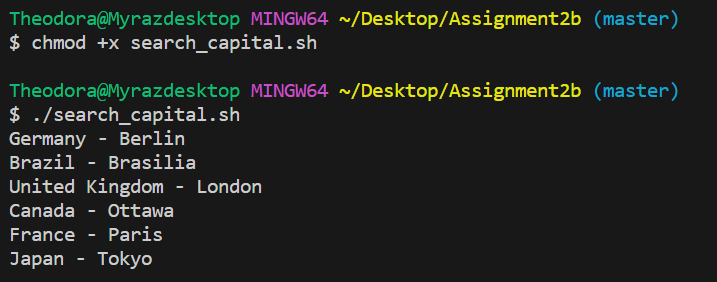 Theodora@Myrazdesktop MINGW64 ~/Desktop/Assignment2b (master)
$ chmod +x search_capital.sh
Theodora@Myrazdesktop MINGW64 ~/Desktop/Assignment2b (master)
$ ./search_capital.sh
Germany - Berlin
Brazil - Brasilia
United Kingdom - London
Canada - Ottawa
France - Paris
Japan - Tokyo